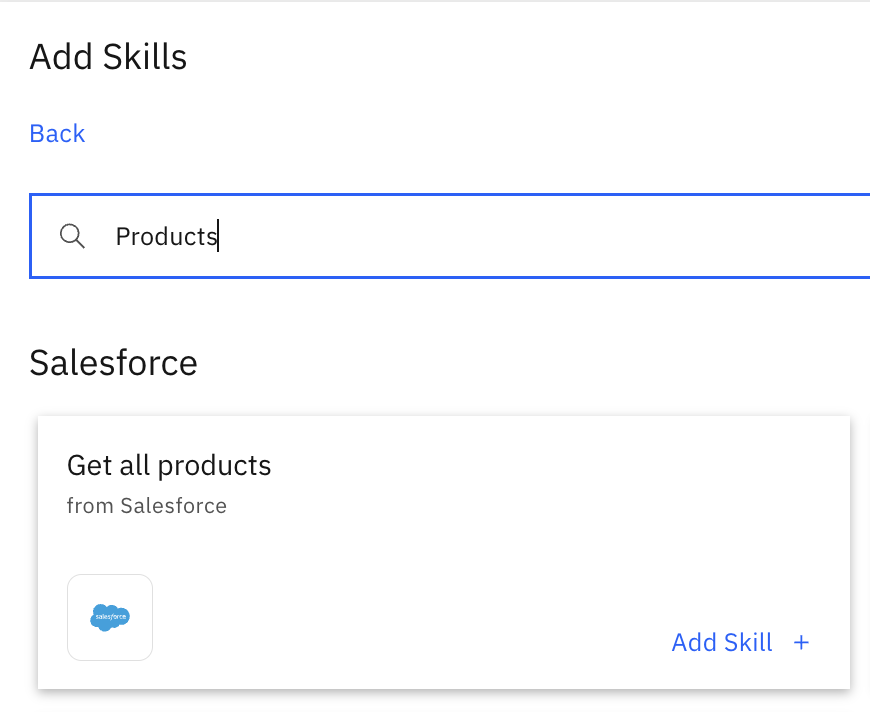 Add Skills
Back
Products
Salesforce
Get all products
from Salesforce
salesforce
Add Skill +